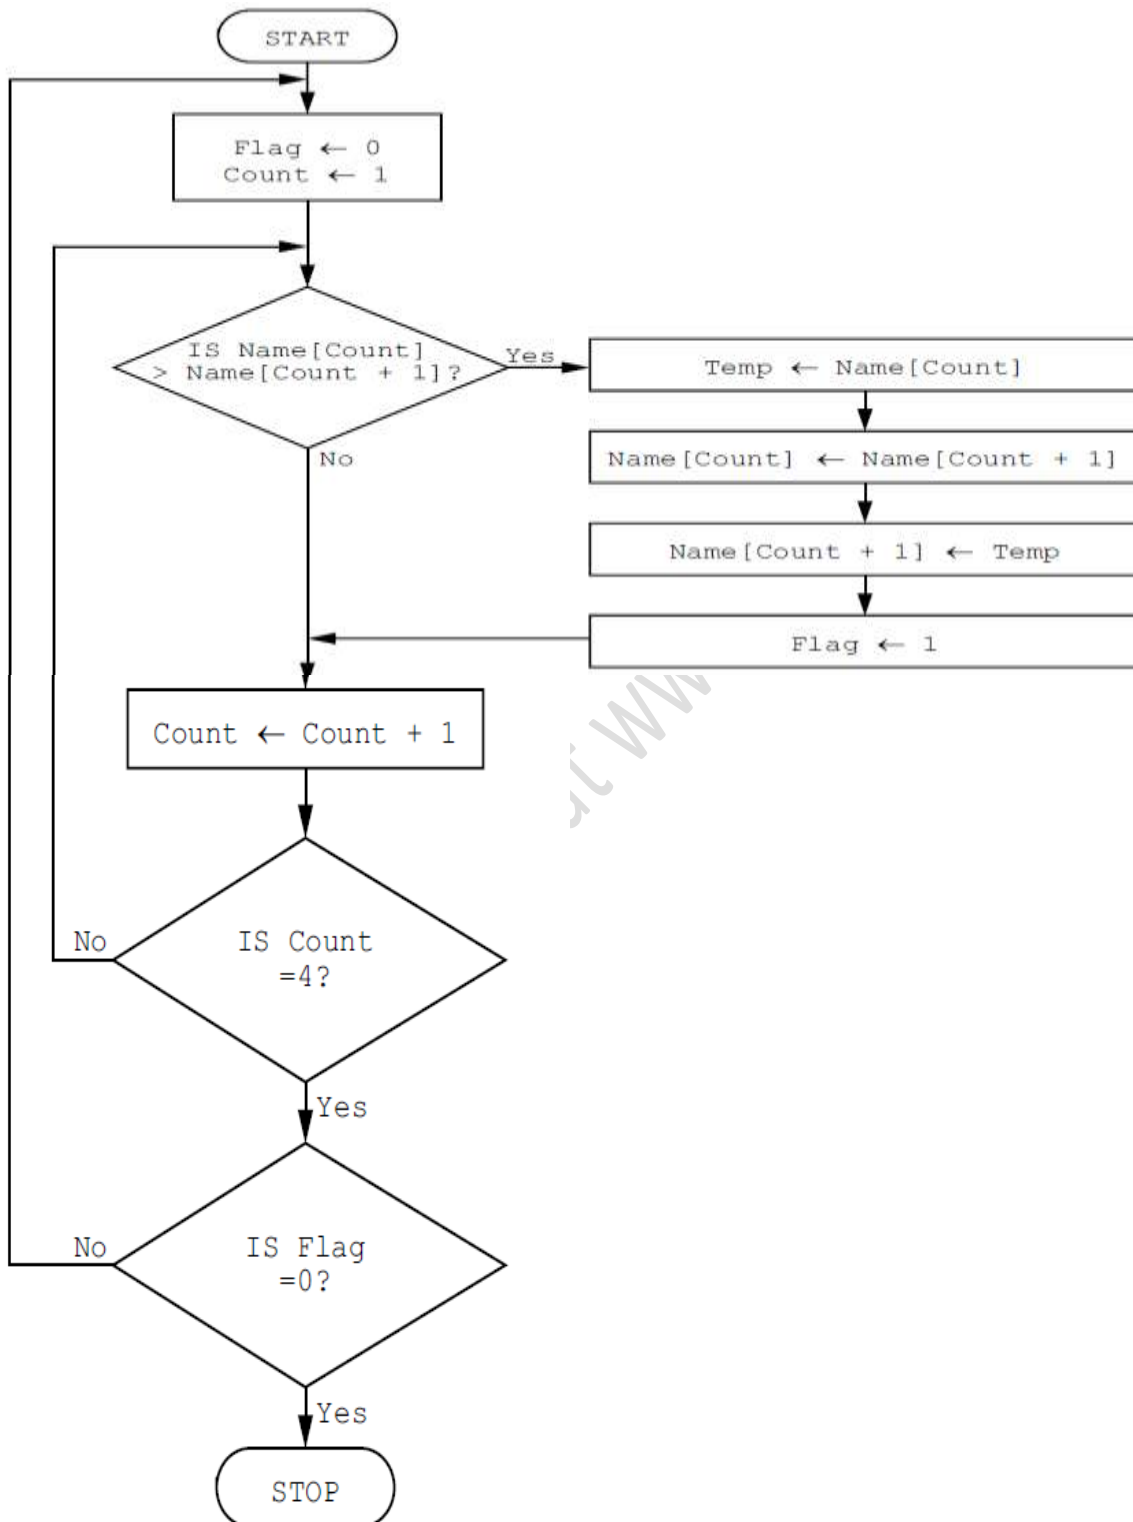 START
Flag ← 0
Count ← 1
IS Name[Count]
> Name[Count + 1]?
Yes
No
Temp ← Name[Count]
Name[Count] ← Name[Count + 1]
Name[Count + 1] ← Temp
Flag ← 1
Count ← Count + 1
IS Count
=4?
No
Yes
IS Flag
=0?
No
Yes
STOP